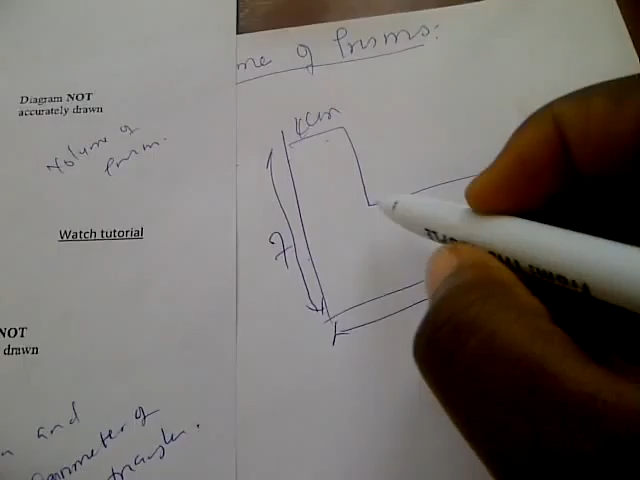 me of Prisms:
Diagram NOT
accurately drawn
Volume of
prism.
Watch tutorial
NOT
drawn
and
Perimeter of
4cm
7